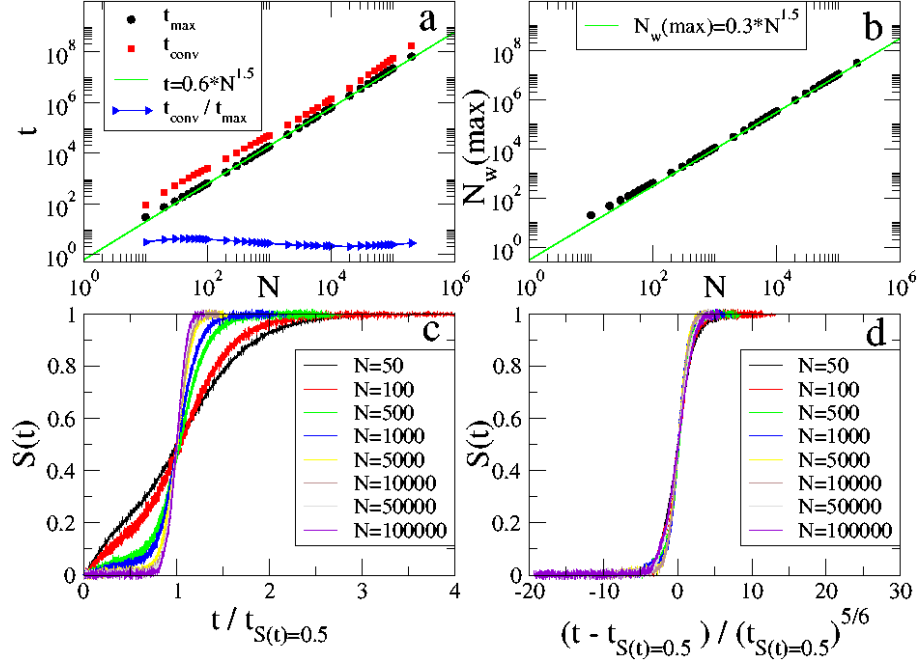 a
t_max
t_conv
t=0.6*N^1.5
t_conv / t_max
10^8
10^6
10^4
10^2
10^0
t
10^0
10^2
10^4
10^6
N
b
N_w(max)=0.3*N^1.5
10^8
10^6
10^4
10^2
10^0
N_w(max)
10^0
10^2
10^4
10^6
N
c
N=50
N=100
N=500
N=1000
N=5000
N=10000
N=50000
N=100000
1
0.8
0.6
0.4
0.2
0
S(t)
0
1
2
3
4
t / t_S(t)=0.5
d
N=50
N=100
N=500
N=1000
N=5000
N=10000
N=50000
N=100000
1
0.8
0.6
0.4
0.2
0
S(t)
-20
-10
0
10
20
30
(t - t_S(t)=0.5 ) / (t_S(t)=0.5)^5/6